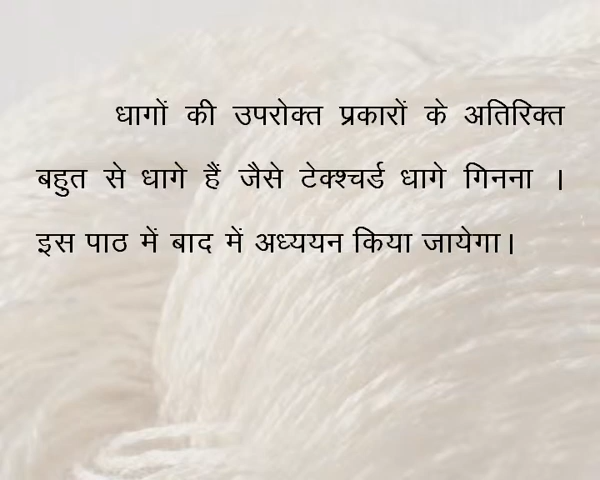 धागों की उपरोक्त प्रकारों के अतिरिक्त
बहुत से धागे हैं जैसे टेक्श्चर्ड धागे गिनना ।
इस पाठ में बाद में अध्ययन किया जायेगा।